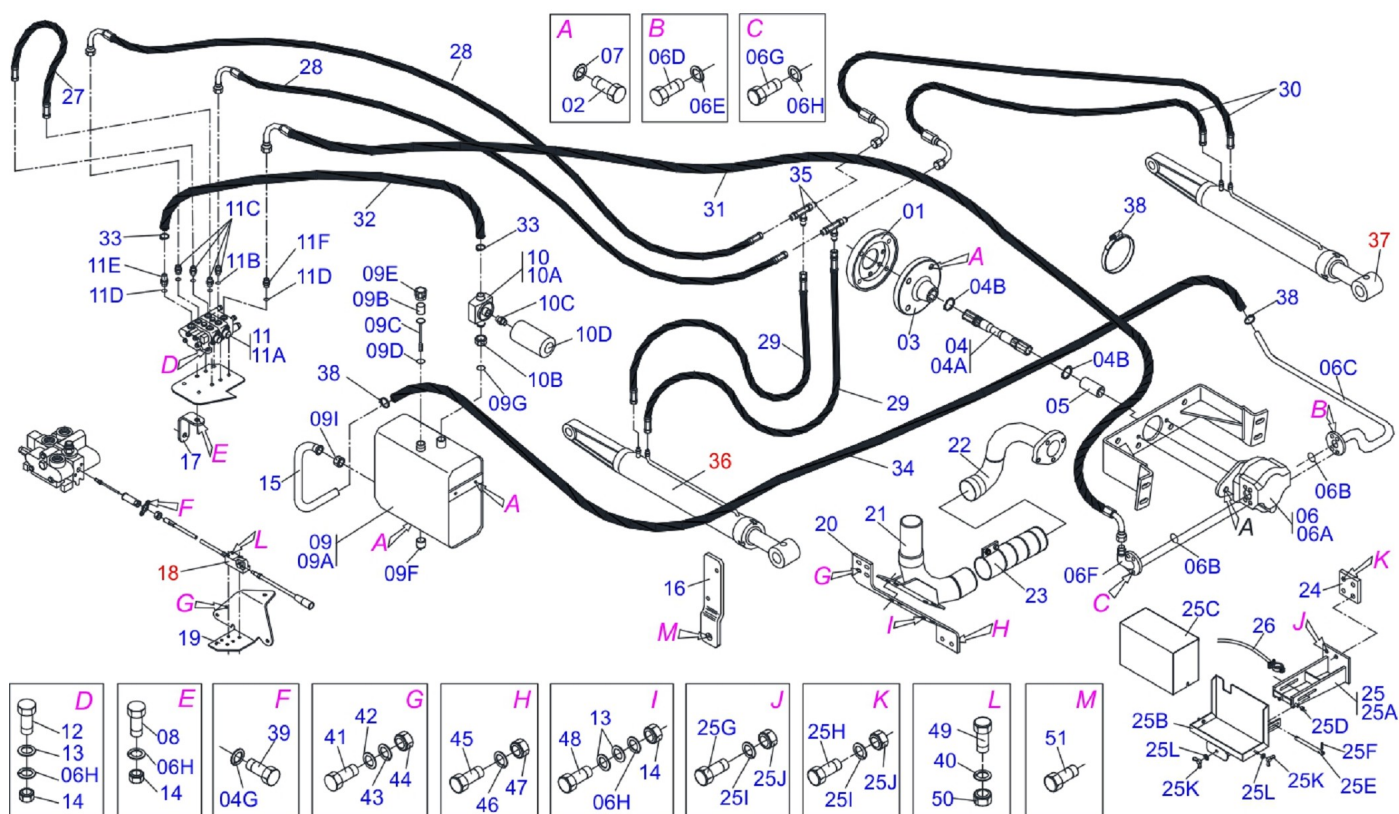 A
07
02
B
06D
06E
C
06G
06H
27
28
28
30
31
32
33
11C
11F
11B
11E
11D
11D
33
10
10A
10C
10D
10B
09E
09B
09C
09D
09G
35
01
A
04B
03
04
04A
04B
05
38
37
38
06C
B
06B
06
06A
A
06B
06F
C
11
11A
D
E
17
38
09I
15
09
09A
A
A
09F
29
29
36
34
22
21
20
G
23
I
H
16
M
F
L
18
G
19
24
K
J
25C
26
25
25A
25D
25B
25L
25K
25L
25K
25F
25E
D
12
13
06H
14
E
08
06H
14
F
39
04G
G
42
41
43
44
H
45
46
47
I
13
48
06H
14
J
25G
25I
25J
K
25H
25I
25J
L
49
40
50
M
51